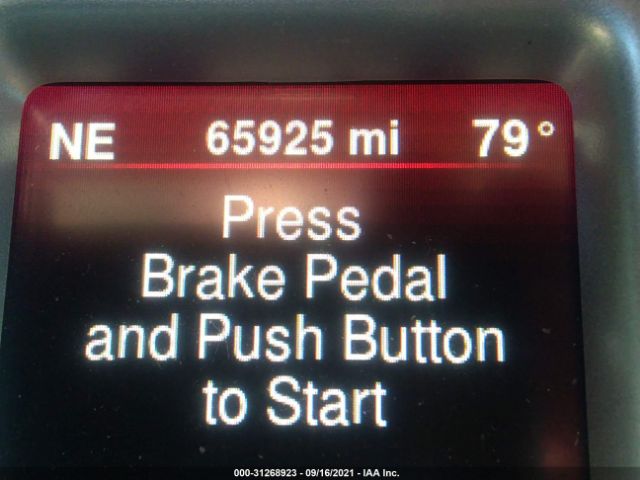 NE 65925 mi 79°
Press
Brake Pedal
and Push Button
to Start
000-31268923 - 09/16/2021 - IAA Inc.